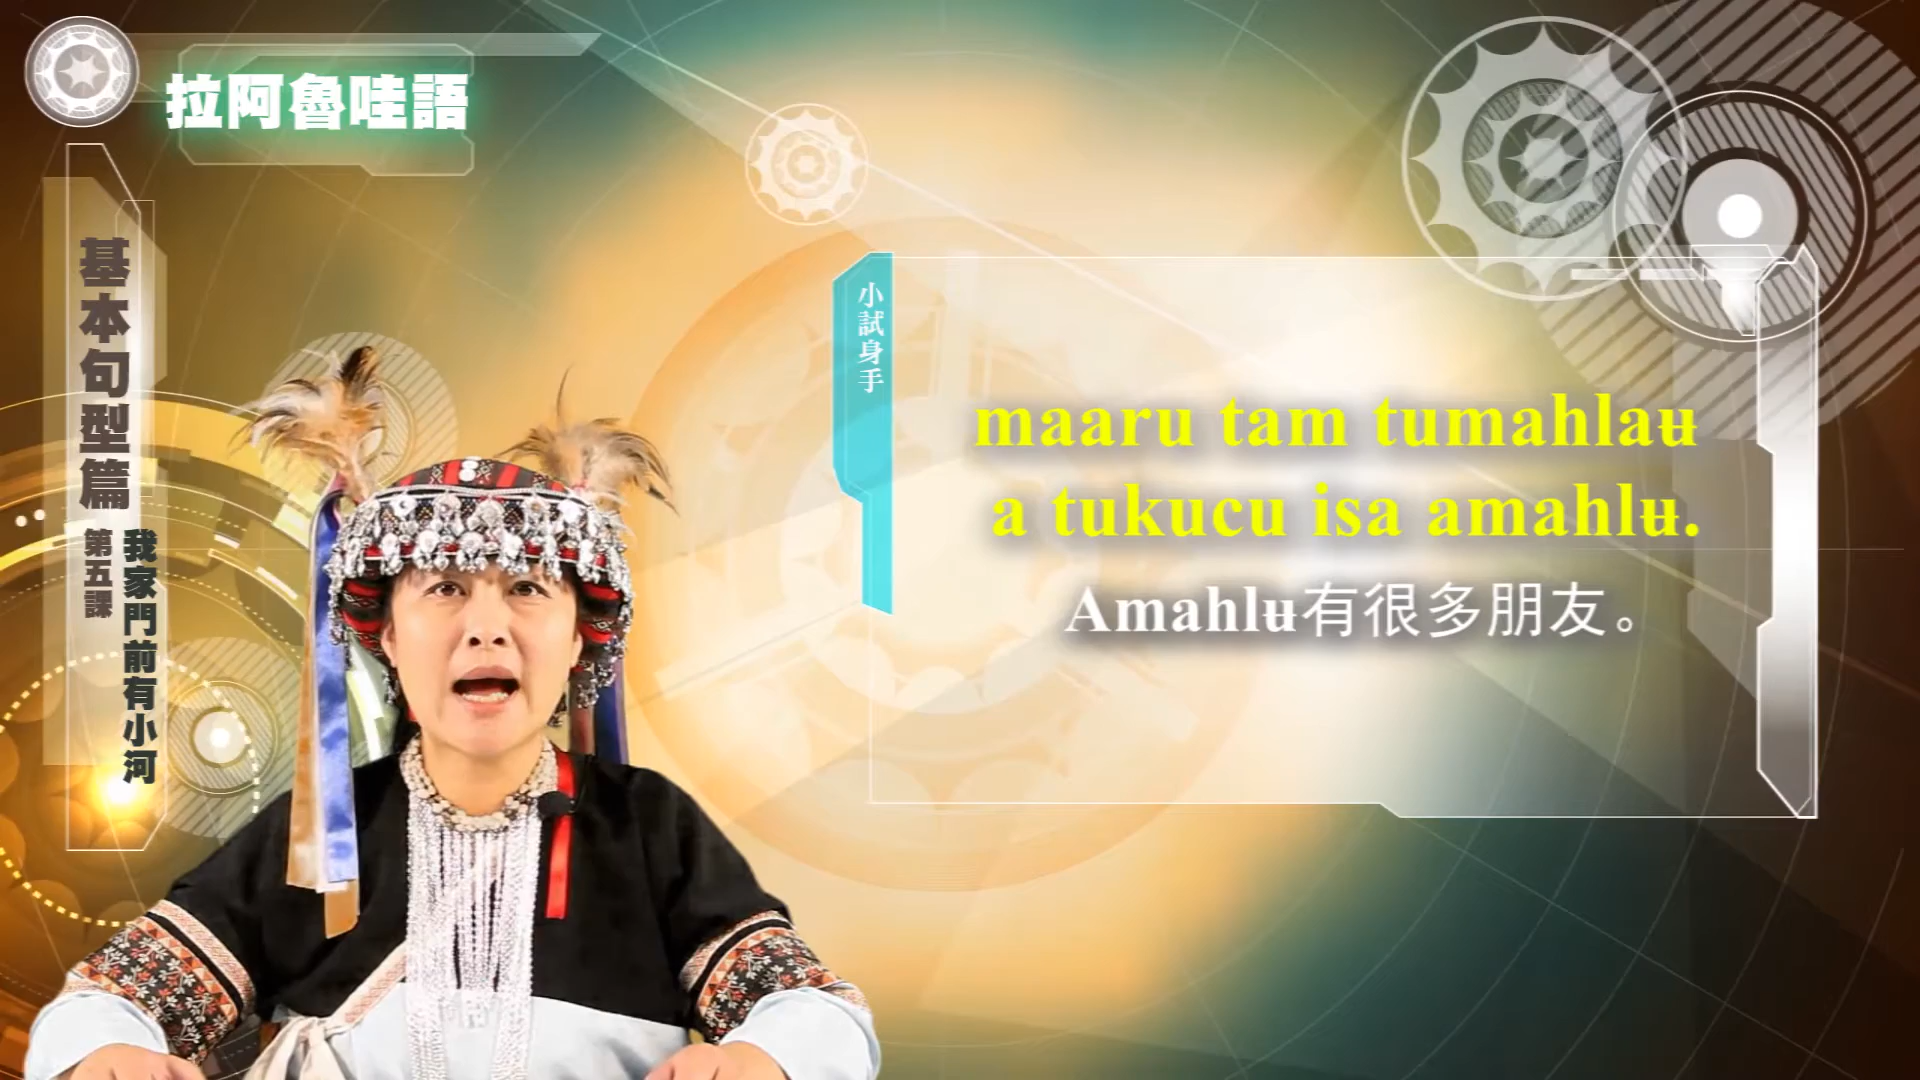 拉阿魯哇語
基本句型篇
第五課
我家門前有小河
小試身手
maaru tam tumahlaʉ
a tukucu isa amahlʉ.
Amahlʉ有很多朋友。